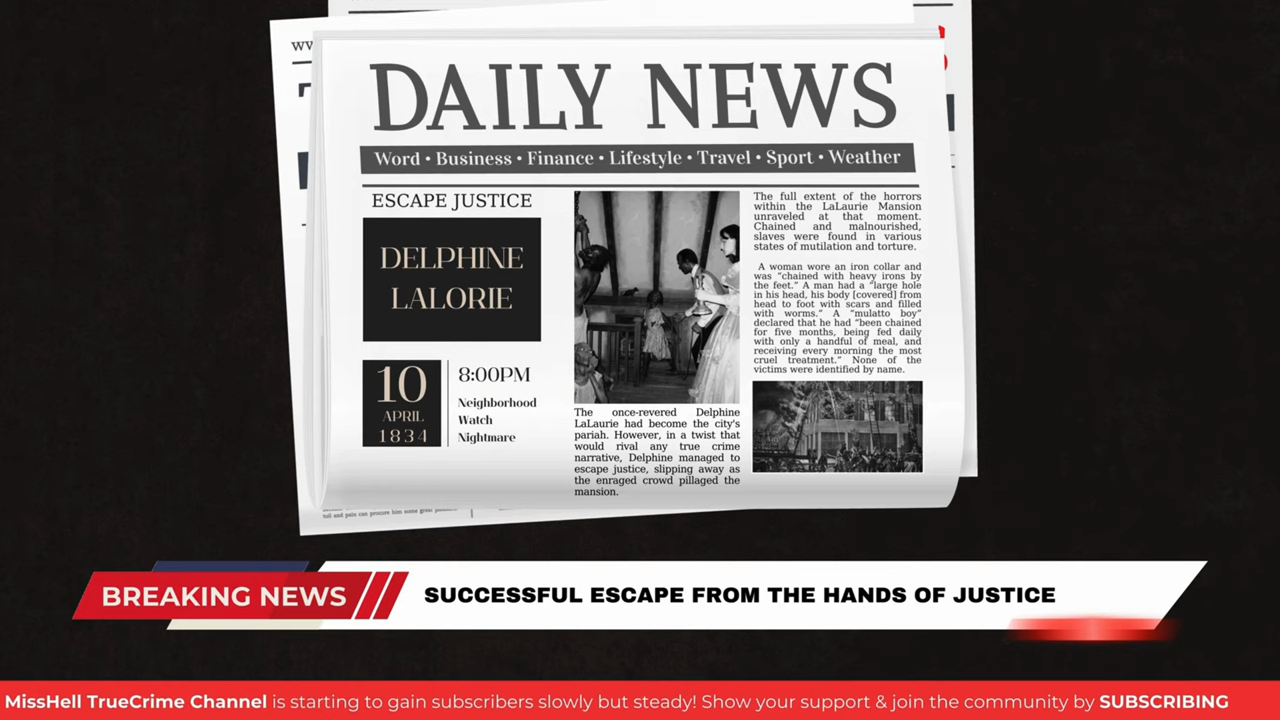 DAILY NEWS
Word • Business • Finance • Lifestyle • Travel • Sport • Weather
ESCAPE JUSTICE
DELPHINE
LALORIE
10
APRIL
1834
8:00PM
Neighborhood
Watch
Nightmare
The once-revered Delphine
LaLaurie had become the city's
pariah. However, in a twist that
would rival any true crime
narrative, Delphine managed to
escape justice, slipping away as
the enraged crowd pillaged the
mansion.
The full extent of the horrors
within the LaLaurie Mansion
unraveled at that moment.
Chained and malnourished,
slaves were found in various
states of mutilation and torture.
A woman wore an iron collar and
was “chained with heavy irons by
the feet.” A man had a “large hole
in his head, his body [covered] from
head to foot with scars and filled
with worms.” A “mulatto boy”
declared that he had “been chained
for five months, being fed daily
with only a handful of meal, and
receiving every morning the most
cruel treatment.” None of the
victims were identified by name.
toil and pain can procure him some great
BREAKING NEWS
SUCCESSFUL ESCAPE FROM THE HANDS OF JUSTICE
MissHell TrueCrime Channel is starting to gain subscribers slowly but steady! Show your support & join the community by SUBSCRIBING